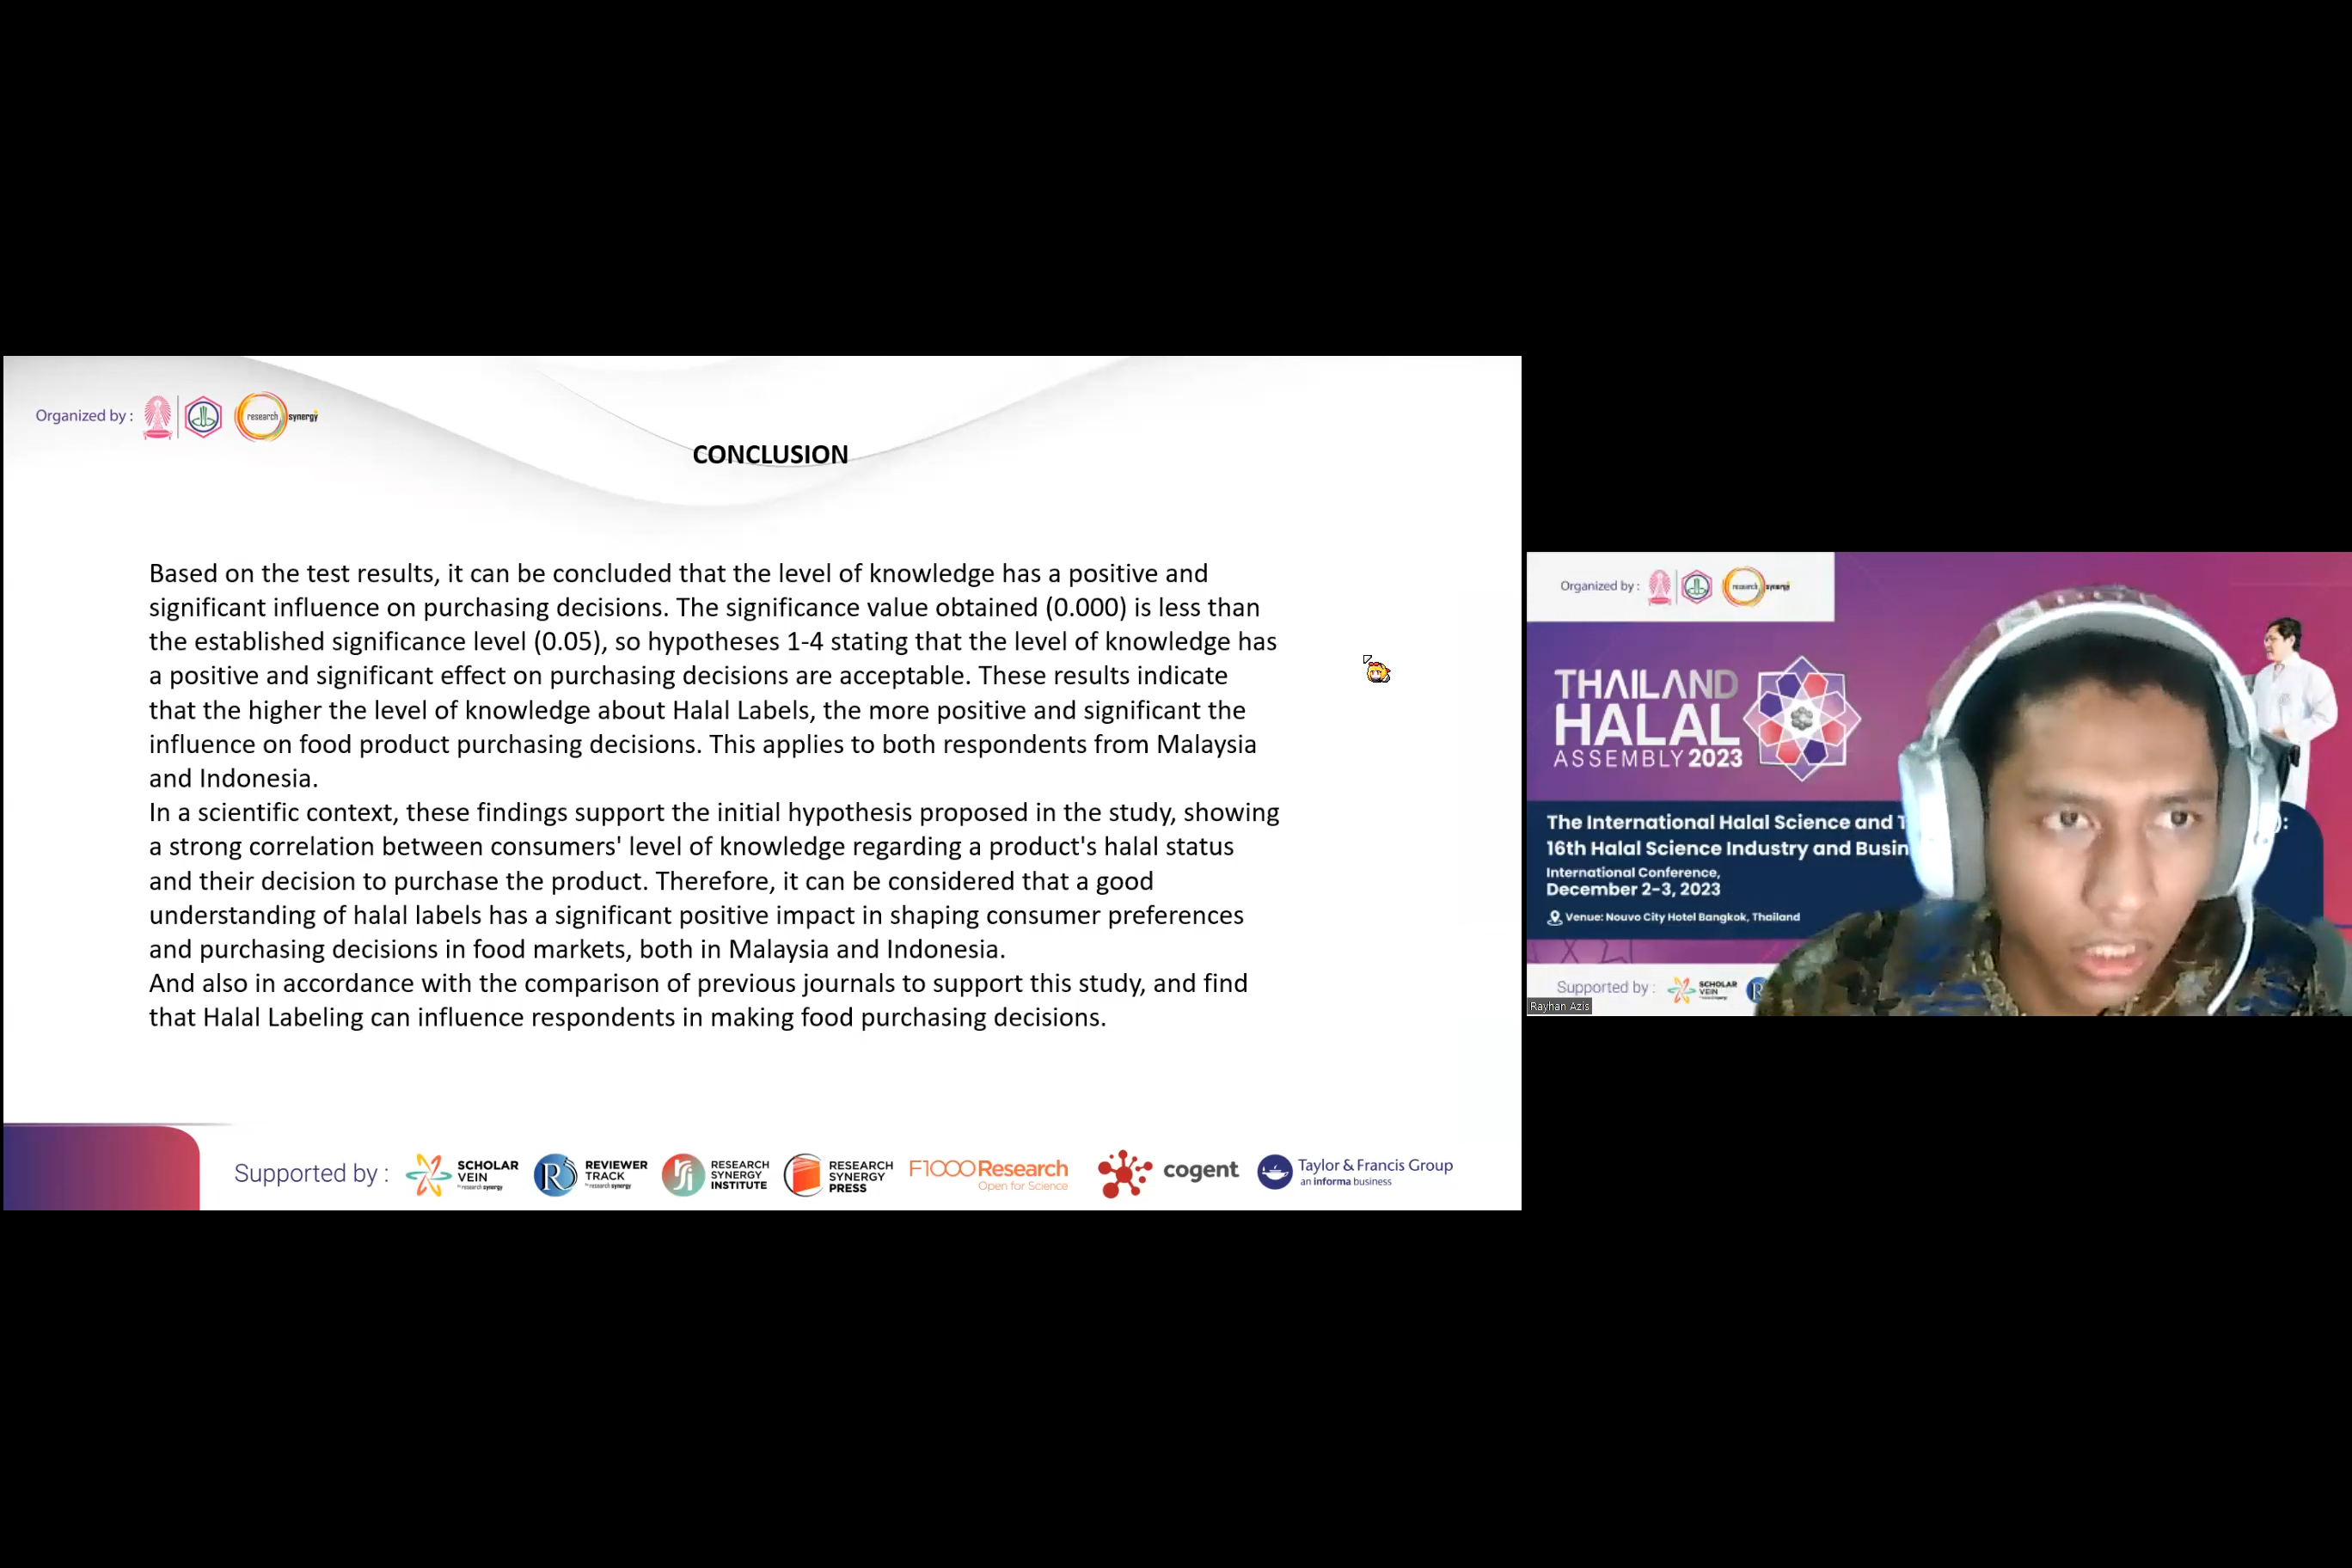 Organized by :
research synergy
CONCLUSION
Based on the test results, it can be concluded that the level of knowledge has a positive and
significant influence on purchasing decisions. The significance value obtained (0.000) is less than
the established significance level (0.05), so hypotheses 1-4 stating that the level of knowledge has
a positive and significant effect on purchasing decisions are acceptable. These results indicate
that the higher the level of knowledge about Halal Labels, the more positive and significant the
influence on food product purchasing decisions. This applies to both respondents from Malaysia
and Indonesia.
In a scientific context, these findings support the initial hypothesis proposed in the study, showing
a strong correlation between consumers' level of knowledge regarding a product's halal status
and their decision to purchase the product. Therefore, it can be considered that a good
understanding of halal labels has a significant positive impact in shaping consumer preferences
and purchasing decisions in food markets, both in Malaysia and Indonesia.
And also in accordance with the comparison of previous journals to support this study, and find
that Halal Labeling can influence respondents in making food purchasing decisions.
Supported by :
SCHOLAR
VEIN
by research synergy
REVIEWER
TRACK
by research synergy
RESEARCH
SYNERGY
INSTITUTE
RESEARCH
SYNERGY
PRESS
F1000Research
Open for Science
cogent
Taylor & Francis Group
an informa business
Organized by :
research synergy
THAILAND
HALAL
ASSEMBLY 2023
The International Halal Science and T
16th Halal Science Industry and Busin
International Conference,
December 2-3, 2023
Venue: Nouvo City Hotel Bangkok, Thailand
Supported by :
SCHOLAR
VEIN
R
Rayhan Azis